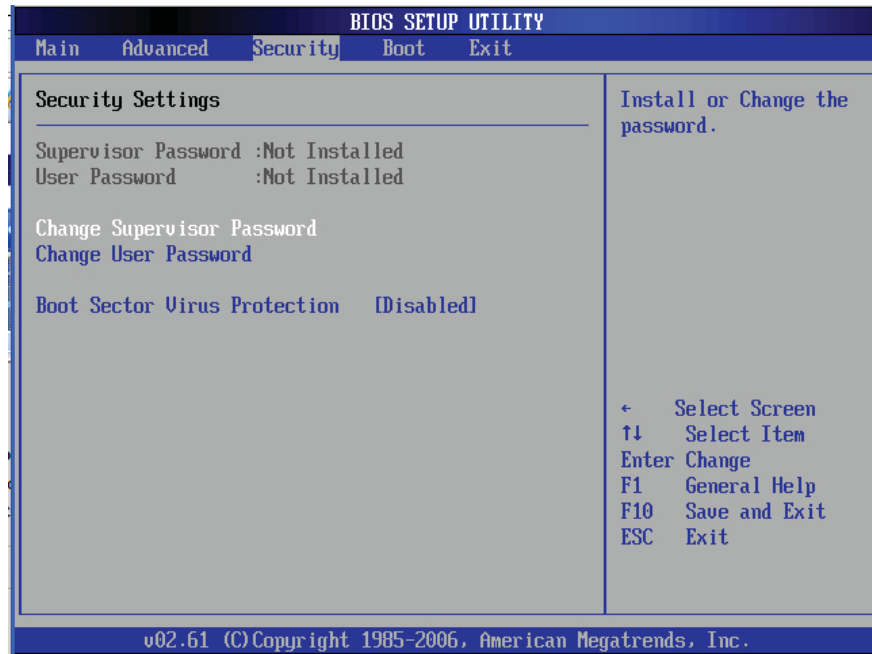 BIOS SETUP UTILITY
Main Advanced Security Boot Exit
Security Settings
Supervisor Password :Not Installed
User Password :Not Installed
Change Supervisor Password
Change User Password
Boot Sector Virus Protection [Disabled]
Install or Change the
password.
← Select Screen
↑↓ Select Item
Enter Change
F1 General Help
F10 Save and Exit
ESC Exit
v02.61 (C)Copyright 1985-2006, American Megatrends, Inc.